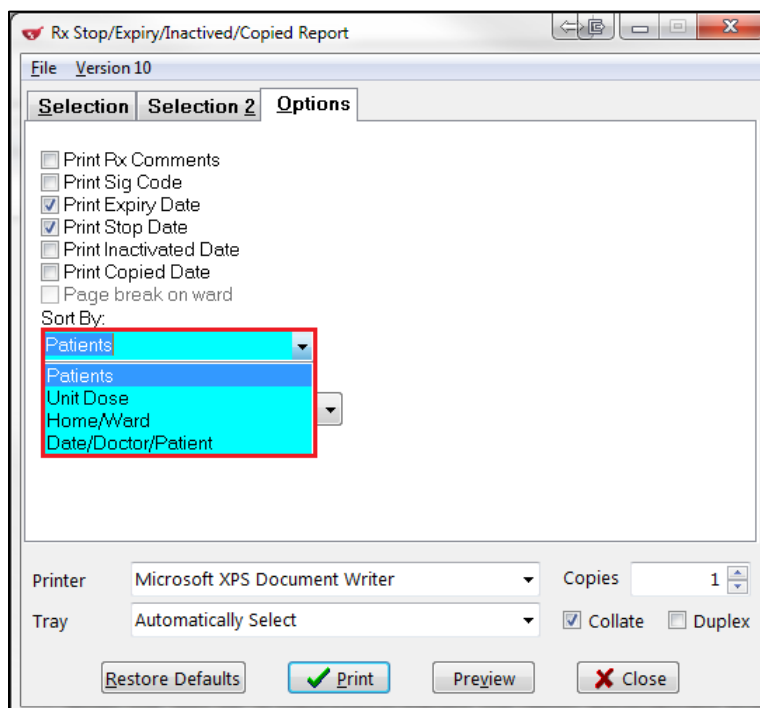 Rx Stop/Expiry/Inactived/Copied Report
File Version 10
Selection Selection 2 Options
Print Rx Comments
Print Sig Code
Print Expiry Date
Print Stop Date
Print Inactivated Date
Print Copied Date
Page break on ward
Sort By:
Patients
Patients
Unit Dose
Home/Ward
Date/Doctor/Patient
Printer Microsoft XPS Document Writer Copies 1
Tray Automatically Select Collate Duplex
Restore Defaults Print Preview Close